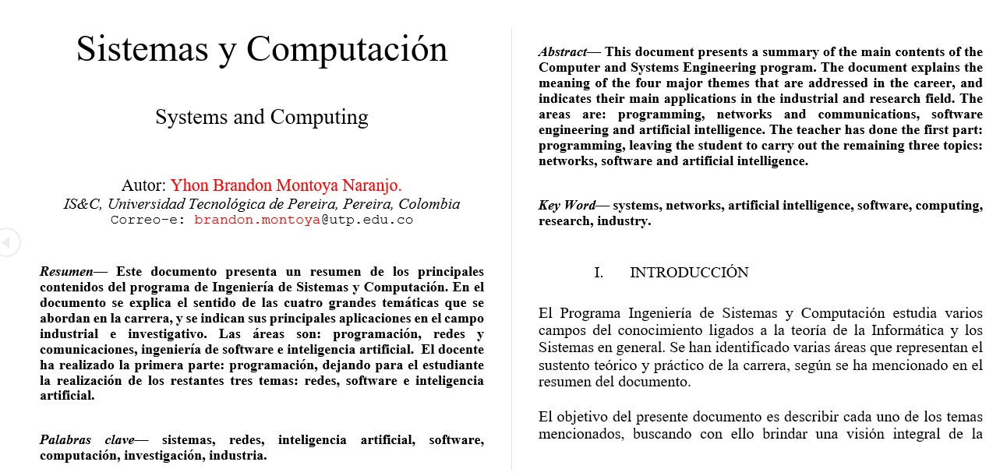 Sistemas y Computación
Systems and Computing
Autor: Yhon Brandon Montoya Naranjo.
IS&C, Universidad Tecnológica de Pereira, Pereira, Colombia
Correo-e: brandon.montoya@utp.edu.co
Resumen— Este documento presenta un resumen de los principales
contenidos del programa de Ingeniería de Sistemas y Computación. En el
documento se explica el sentido de las cuatro grandes temáticas que se
abordan en la carrera, y se indican sus principales aplicaciones en el campo
industrial e investigativo. Las áreas son: programación, redes y
comunicaciones, ingeniería de software e inteligencia artificial. El docente
ha realizado la primera parte: programación, dejando para el estudiante
la realización de los restantes tres temas: redes, software e inteligencia
artificial.
Palabras clave— sistemas, redes, inteligencia artificial, software,
computación, investigación, industria.
Abstract— This document presents a summary of the main contents of the
Computer and Systems Engineering program. The document explains the
meaning of the four major themes that are addressed in the career, and
indicates their main applications in the industrial and research field. The
areas are: programming, networks and communications, software
engineering and artificial intelligence. The teacher has done the first part:
programming, leaving the student to carry out the remaining three topics:
networks, software and artificial intelligence.
Key Word— systems, networks, artificial intelligence, software, computing,
research, industry.
I. INTRODUCCIÓN
El Programa Ingeniería de Sistemas y Computación estudia varios
campos del conocimiento ligados a la teoría de la Informática y los
Sistemas en general. Se han identificado varias áreas que representan el
sustento teórico y práctico de la carrera, según se ha mencionado en el
resumen del documento.
El objetivo del presente documento es describir cada uno de los temas
mencionados, buscando con ello brindar una visión integral de la